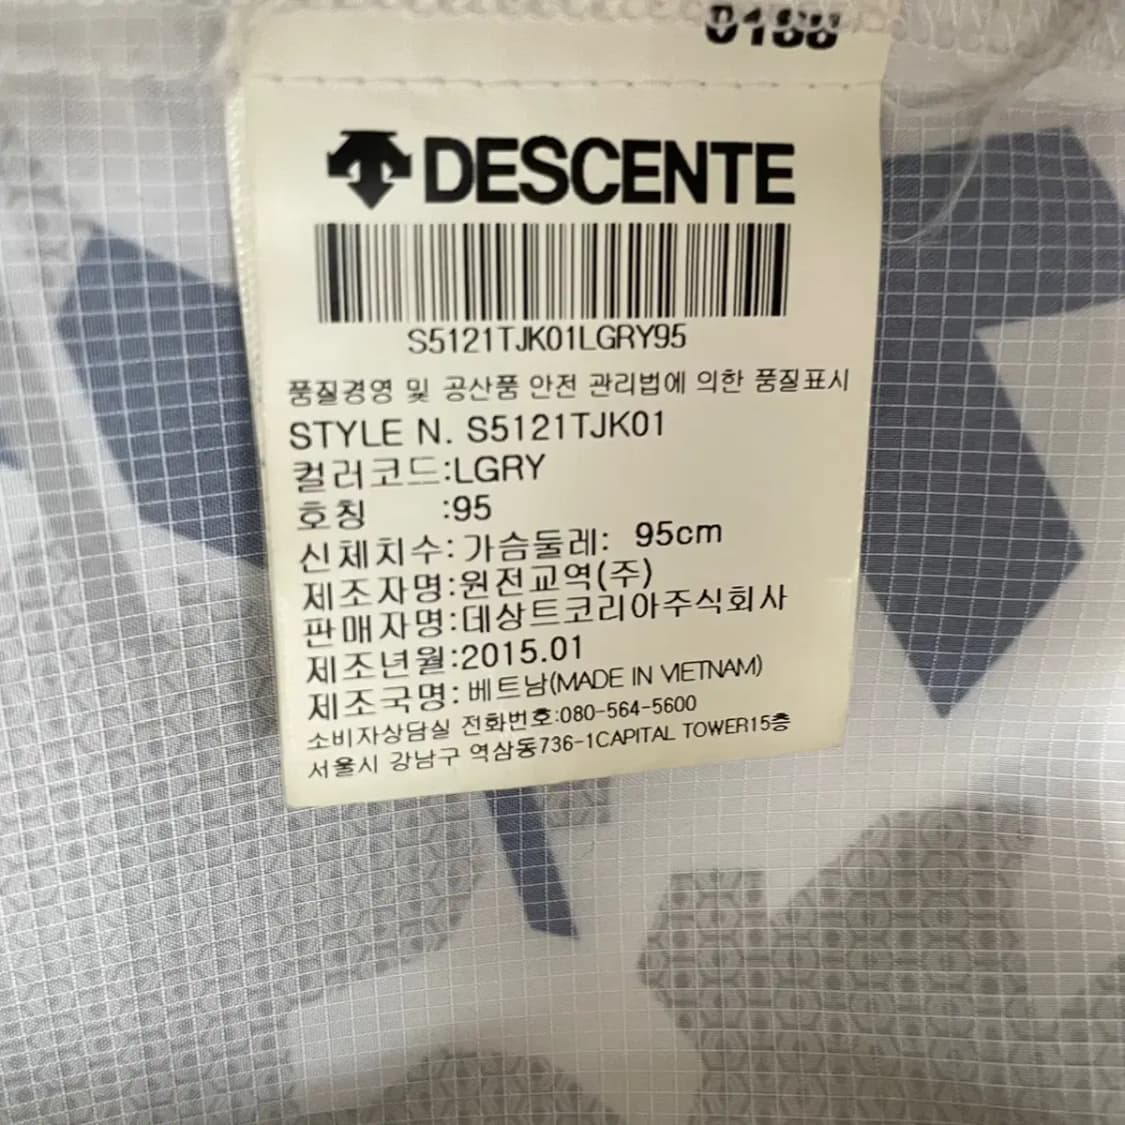 DESCENTE
S5121TJK01LGRY95
품질경영 및 공산품 안전 관리법에 의한 품질표시
STYLE N. S5121TJK01
컬러코드:LGRY
호칭 :95
신체치수:가슴둘레: 95cm
제조자명:원전교역(주)
판매자명:데상트코리아주식회사
제조년월:2015.01
제조국명:베트남(MADE IN VIETNAM)
소비자상담실 전화번호:080-564-5600
서울시 강남구 역삼동736-1CAPITAL TOWER15층